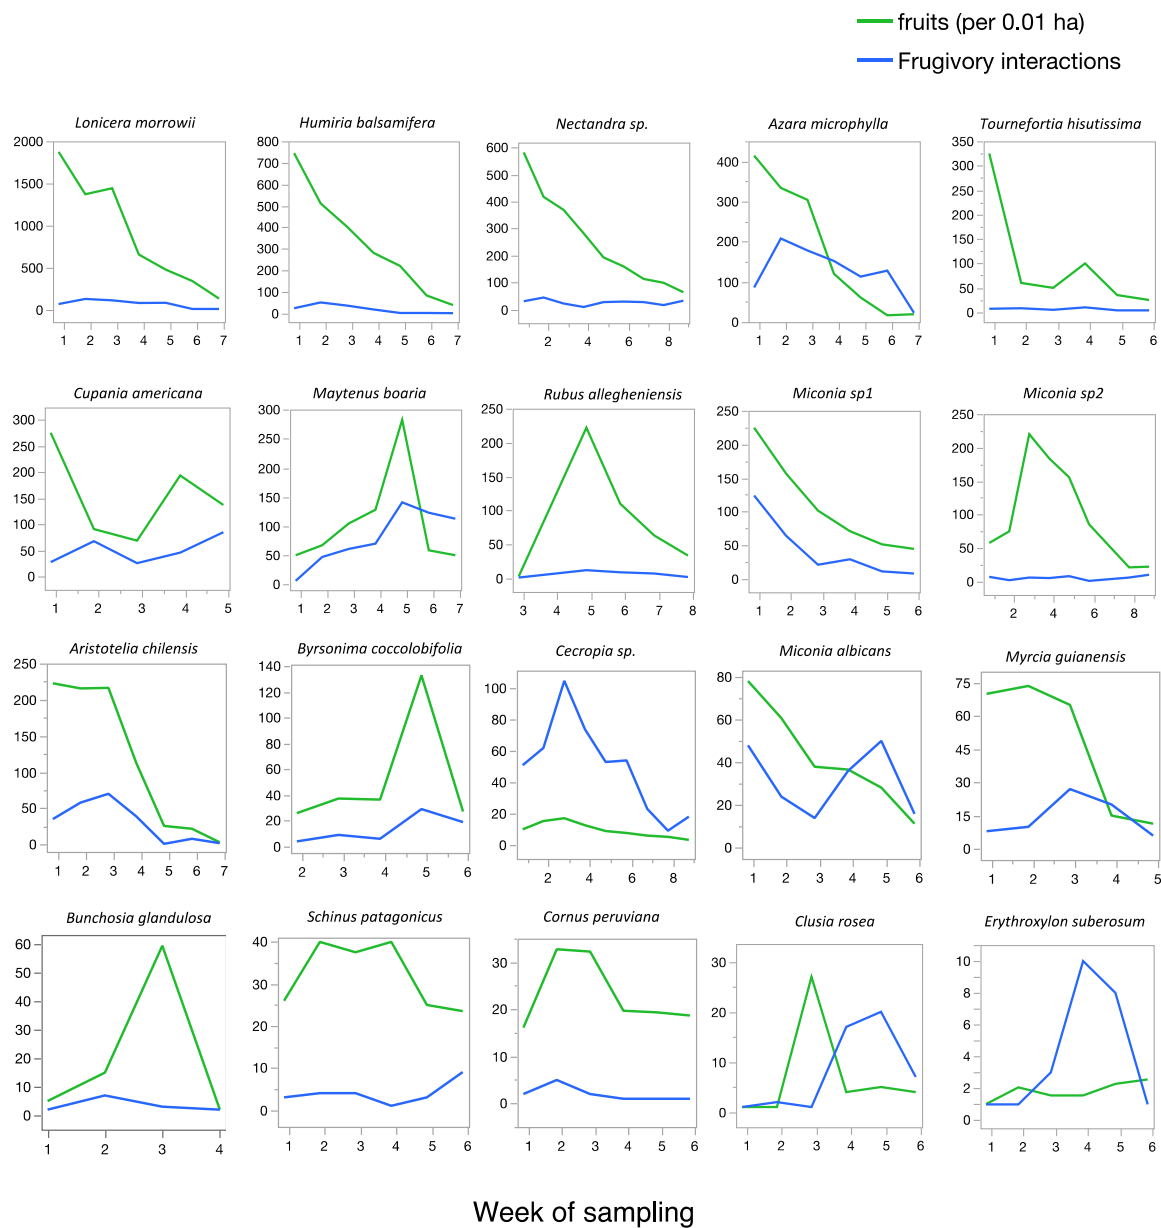 fruits (per 0.01 ha)
Frugivory interactions
Lonicera morrowii
Humiria balsamifera
Nectandra sp.
Azara microphylla
Tournefortia hisutissima
2000
1500
1000
500
0
1 2 3 4 5 6 7
800
700
600
500
400
300
200
100
0
1 2 3 4 5 6 7
600
500
400
300
200
100
0
2 4 6 8
400
300
200
100
0
1 2 3 4 5 6 7
350
300
250
200
150
100
50
0
1 2 3 4 5 6
Cupania americana
Maytenus boaria
Rubus allegheniensis
Miconia sp1
Miconia sp2
300
250
200
150
100
50
0
1 2 3 4 5
300
250
200
150
100
50
0
1 2 3 4 5 6 7
250
200
150
100
50
0
3 4 5 6 7 8
250
200
150
100
50
0
1 2 3 4 5 6
250
200
150
100
50
0
2 4 6 8
Aristotelia chilensis
Byrsonima coccolobifolia
Cecropia sp.
Miconia albicans
Myrcia guianensis
250
200
150
100
50
0
1 2 3 4 5 6 7
140
120
100
80
60
40
20
0
2 3 4 5 6
100
80
60
40
20
0
2 4 6 8
80
60
40
20
0
1 2 3 4 5 6
75
60
45
30
15
0
1 2 3 4 5
Bunchosia glandulosa
Schinus patagonicus
Cornus peruviana
Clusia rosea
Erythroxylon suberosum
60
50
40
30
20
10
0
1 2 3 4
40
30
20
10
0
1 2 3 4 5 6
30
20
10
0
1 2 3 4 5 6
30
20
10
0
1 2 3 4 5 6
10
8
6
4
2
0
1 2 3 4 5 6
Week of sampling